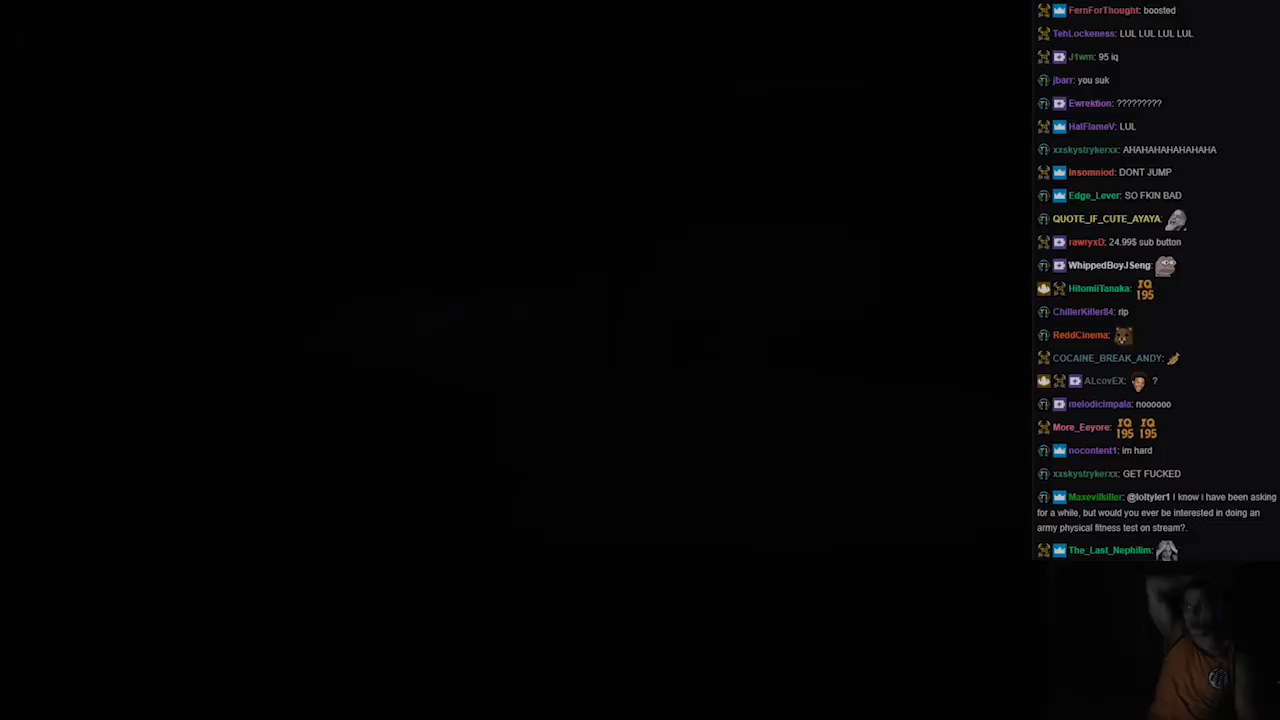 FernForThought: boosted
TehLockeness: LUL LUL LUL LUL
J1wm: 95 iq
jbarr: you suk
Ewrektion: ?????????
HalFlameV: LUL
xxskystrykerxx: AHAHAHAHAHAHAHA
Insomniod: DONT JUMP
Edge_Lever: SO FKIN BAD
QUOTE_IF_CUTE_AYAYA:
rawryxD: 24.99$ sub button
WhippedBoyJSeng:
HitomiiTanaka: IQ 195
ChillerKiller84: rip
ReddCinema:
COCAINE_BREAK_ANDY:
ALcovEX: ?
melodicimpala: noooooo
More_Eeyore: IQ 195 IQ 195
nocontent1: im hard
xxskystrykerxx: GET FUCKED
Maxevilkiller: @loltyler1 I know i have been asking
for a while, but would you ever be interested in doing an
army physical fitness test on stream?.
The_Last_Nephilim: